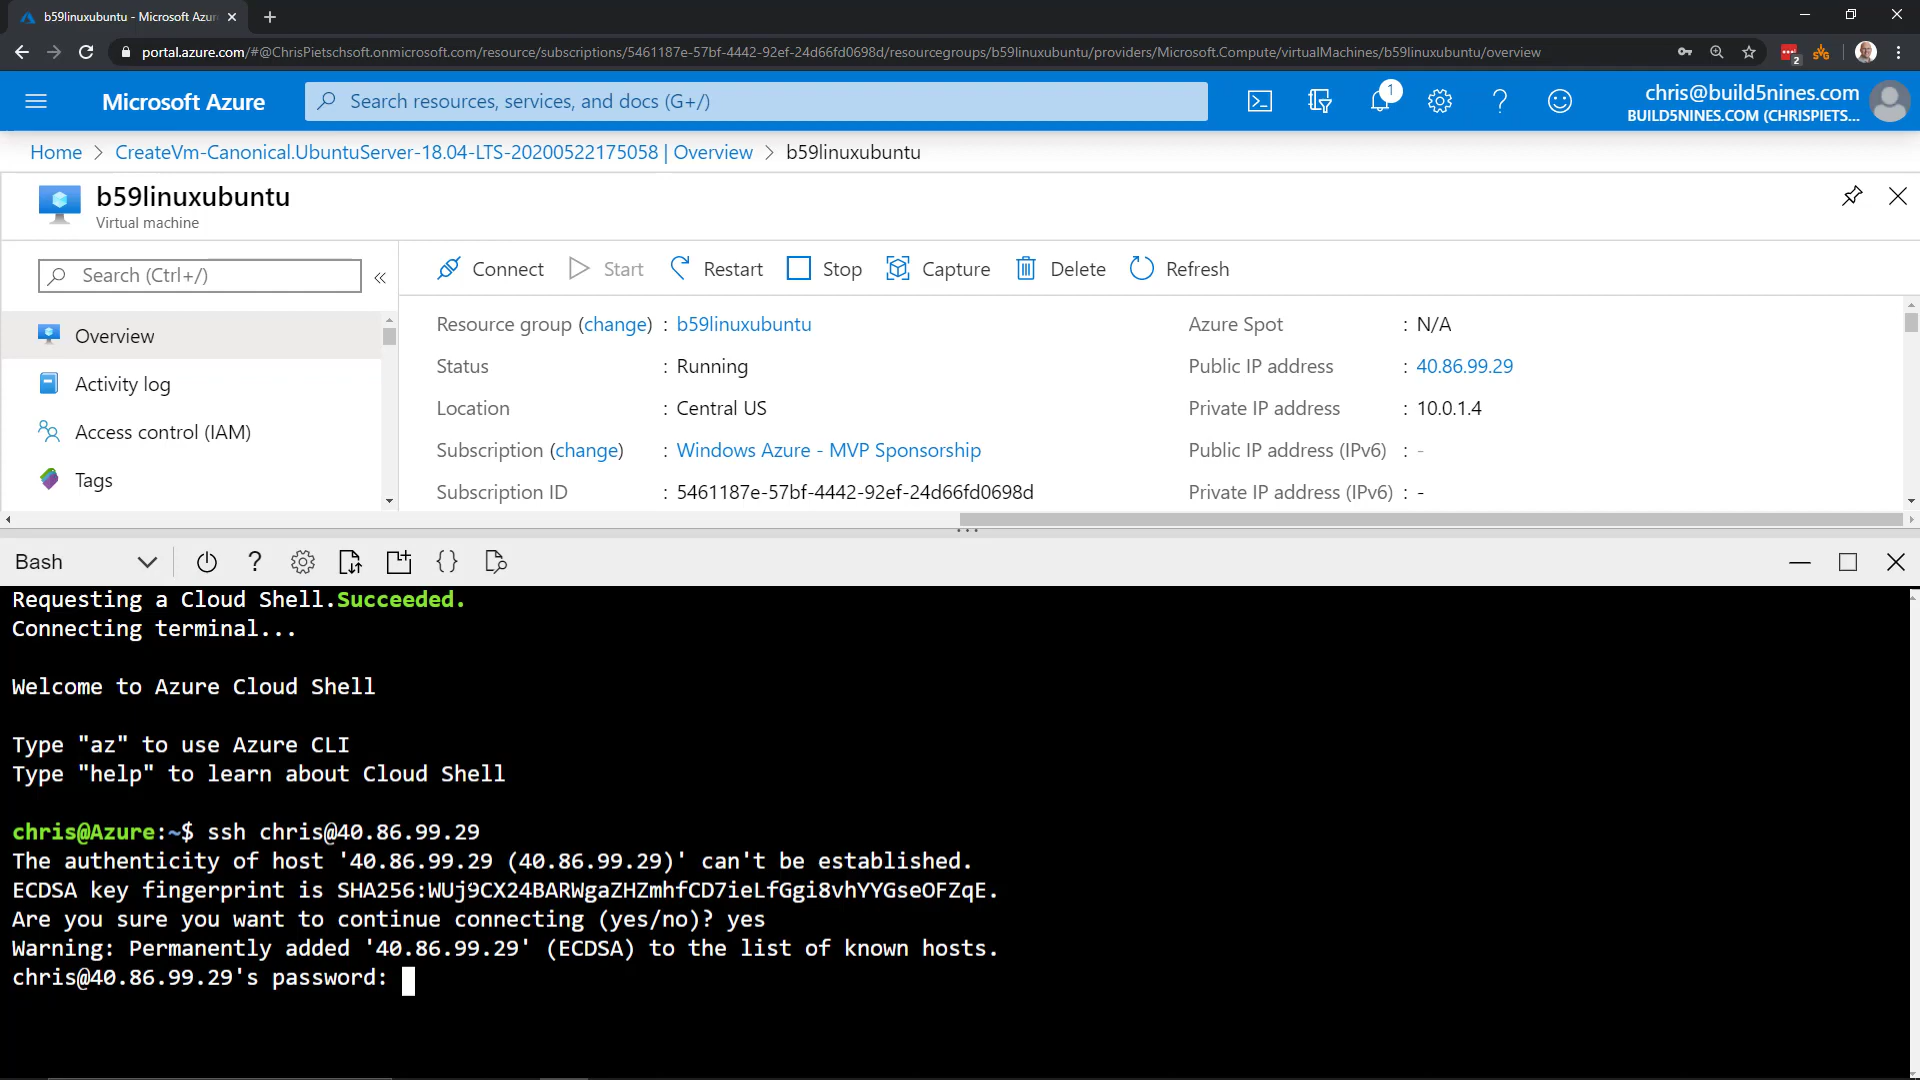 b59linuxubuntu - Microsoft Azur
portal.azure.com/#@ChrisPietschsoft.onmicrosoft.com/resource/subscriptions/5461187e-57bf-4442-92ef-24d66fd0698d/resourcegroups/b59linuxubuntu/providers/Microsoft.Compute/virtualMachines/b59linuxubuntu/overview
2
Microsoft Azure
Search resources, services, and docs (G+/)
1
chris@build5nines.com
BUILD5NINES.COM (CHRISPIETS...
Home > CreateVm-Canonical.UbuntuServer-18.04-LTS-20200522175058 | Overview > b59linuxubuntu
b59linuxubuntu
Virtual machine
Search (Ctrl+/)
«
Overview
Activity log
Access control (IAM)
Tags
Connect Start Restart Stop Capture Delete Refresh
Resource group (change) : b59linuxubuntu
Status : Running
Location : Central US
Subscription (change) : Windows Azure - MVP Sponsorship
Subscription ID : 5461187e-57bf-4442-92ef-24d66fd0698d
Azure Spot : N/A
Public IP address : 40.86.99.29
Private IP address : 10.0.1.4
Public IP address (IPv6) : -
Private IP address (IPv6) : -
Bash
Requesting a Cloud Shell.Succeeded.
Connecting terminal...
Welcome to Azure Cloud Shell
Type "az" to use Azure CLI
Type "help" to learn about Cloud Shell
chris@Azure:~$ ssh chris@40.86.99.29
The authenticity of host '40.86.99.29 (40.86.99.29)' can't be established.
ECDSA key fingerprint is SHA256:WUj9CX24BARWgaZHZmhfCD7ieLfGgi8vhYYGseOFZqE.
Are you sure you want to continue connecting (yes/no)? yes
Warning: Permanently added '40.86.99.29' (ECDSA) to the list of known hosts.
chris@40.86.99.29's password: